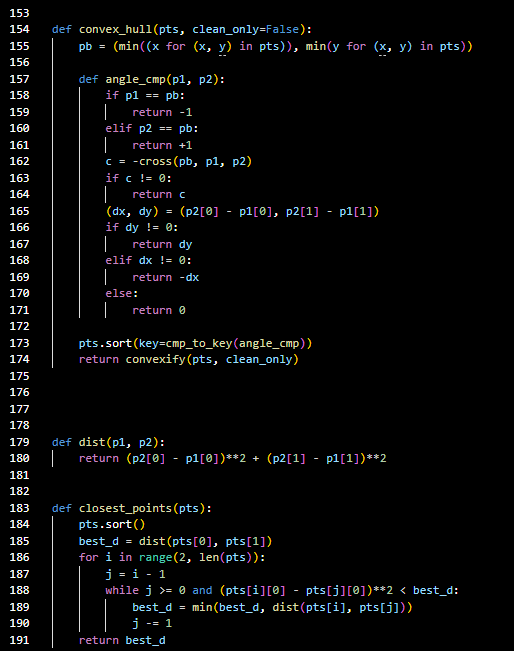 153
154 def convex_hull(pts, clean_only=False):
155     pb = (min((x for (x, y) in pts)), min(y for (x, y) in pts))
156
157     def angle_cmp(p1, p2):
158         if p1 == pb:
159             return -1
160         elif p2 == pb:
161             return +1
162         c = -cross(pb, p1, p2)
163         if c != 0:
164             return c
165         (dx, dy) = (p2[0] - p1[0], p2[1] - p1[1])
166         if dy != 0:
167             return dy
168         elif dx != 0:
169             return -dx
170         else:
171             return 0
172
173     pts.sort(key=cmp_to_key(angle_cmp))
174     return convexify(pts, clean_only)
175
176
177
178
179 def dist(p1, p2):
180     return (p2[0] - p1[0])**2 + (p2[1] - p1[1])**2
181
182
183 def closest_points(pts):
184     pts.sort()
185     best_d = dist(pts[0], pts[1])
186     for i in range(2, len(pts)):
187         j = i - 1
188         while j >= 0 and (pts[i][0] - pts[j][0])**2 < best_d:
189             best_d = min(best_d, dist(pts[i], pts[j]))
190             j -= 1
191     return best_d